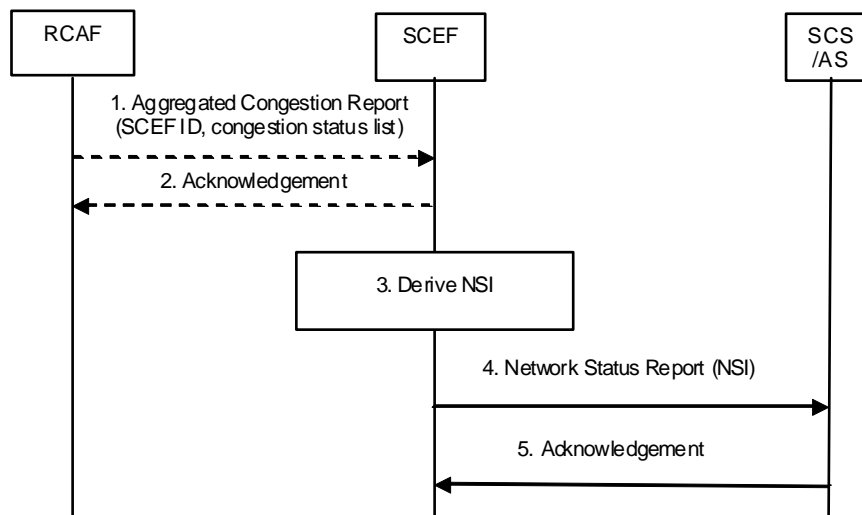 RCAF
SCEF
SCS
/AS
1. Aggregated Congestion Report
(SCEF ID, congestion status list)
2. Acknowledgement
3. Derive NSI
4. Network Status Report (NSI)
5. Acknowledgement